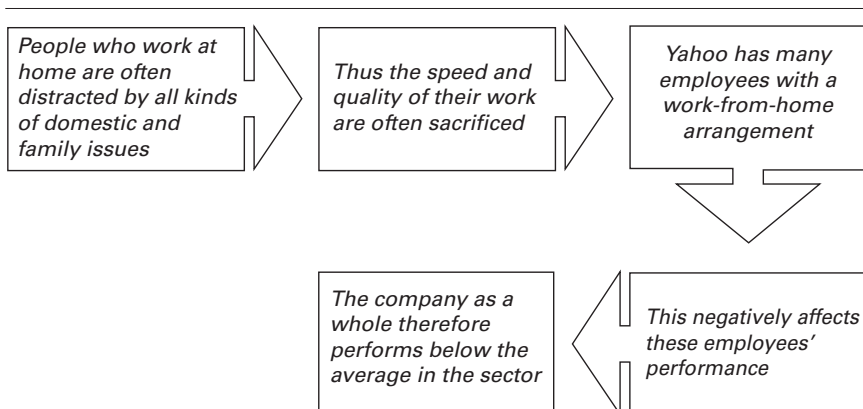 People who work at
home are often
distracted by all kinds
of domestic and
family issues
Thus the speed and
quality of their work
are often sacrificed
Yahoo has many
employees with a
work-from-home
arrangement
This negatively affects
these employees’
performance
The company as a
whole therefore
performs below the
average in the sector